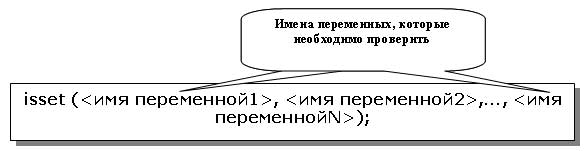 Имена переменных, которые
необходимо проверить
isset (<имя переменной1>, <имя переменной2>,..., <имя
переменнойN>);